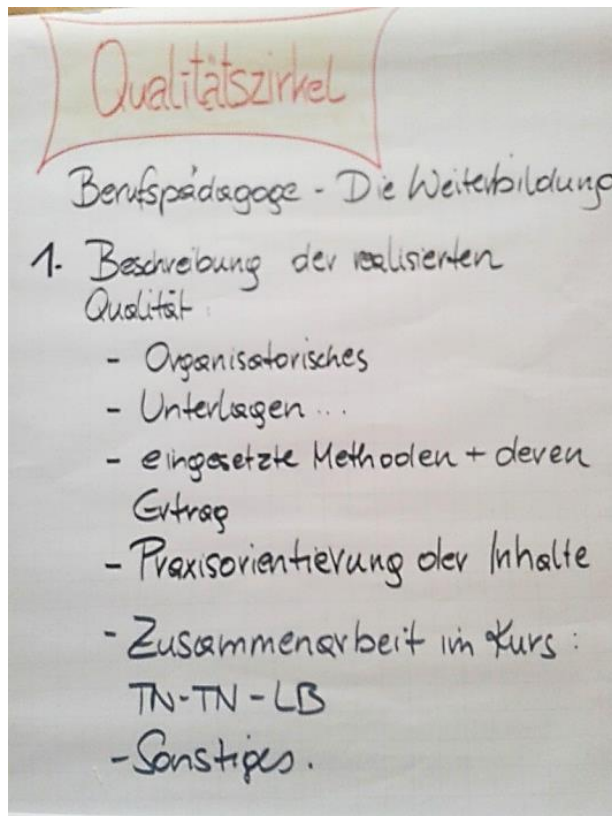 Qualitätszirkel
Berufspädagoge - Die Weiterbildung
1. Beschreibung der realisierten
Qualität:
- Organisatorisches
- Unterlagen...
- eingesetzte Methoden + deren
Ertrag
- Praxisorientierung der Inhalte
- Zusammenarbeit im Kurs:
TN-TN-LB
- Sonstiges.